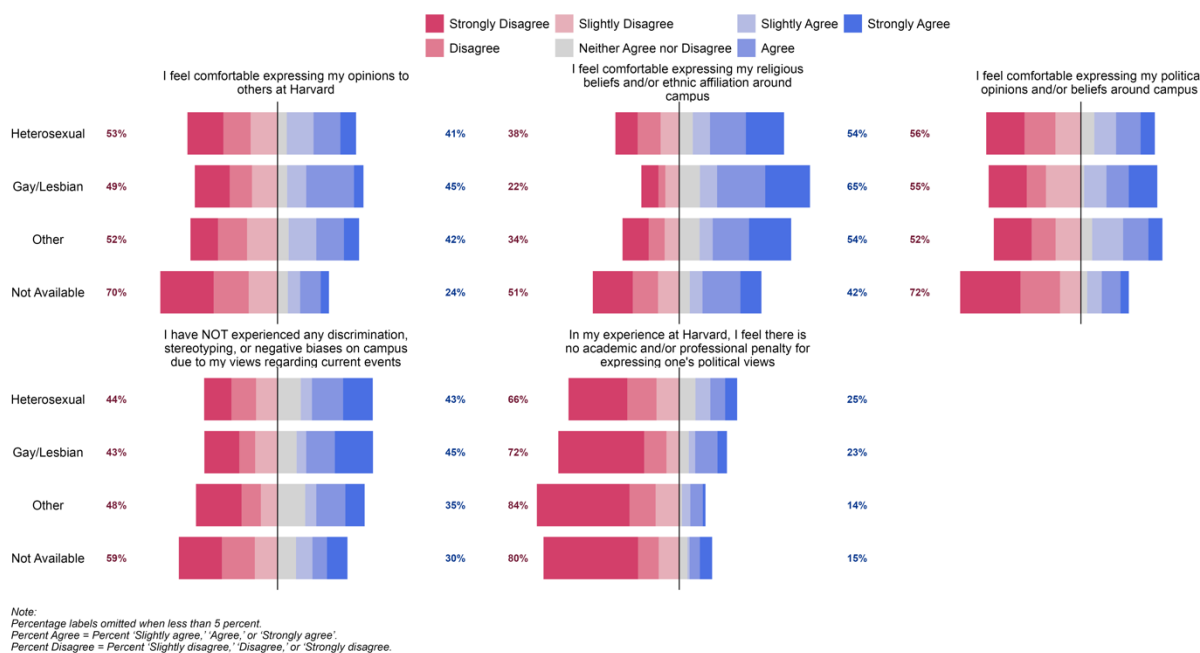 Strongly Disagree Slightly Disagree Slightly Agree Strongly Agree
Disagree Neither Agree nor Disagree Agree
I feel comfortable expressing my opinions to
others at Harvard
I feel comfortable expressing my religious
beliefs and/or ethnic affiliation around
campus
I feel comfortable expressing my politica
opinions and/or beliefs around campus
Heterosexual 53% 41% 38% 54% 56%
Gay/Lesbian 49% 45% 22% 65% 55%
Other 52% 42% 34% 54% 52%
Not Available 70% 24% 51% 42% 72%
I have NOT experienced any discrimination,
stereotyping, or negative biases on campus
due to my views regarding current events
In my experience at Harvard, I feel there is
no academic and/or professional penalty for
expressing one's political views
Heterosexual 44% 43% 66% 25%
Gay/Lesbian 43% 45% 72% 23%
Other 48% 35% 84% 14%
Not Available 59% 30% 80% 15%
Note:
Percentage labels omitted when less than 5 percent.
Percent Agree = Percent 'Slightly agree,' 'Agree,' or 'Strongly agree'.
Percent Disagree = Percent 'Slightly disagree,' 'Disagree,' or 'Strongly disagree.